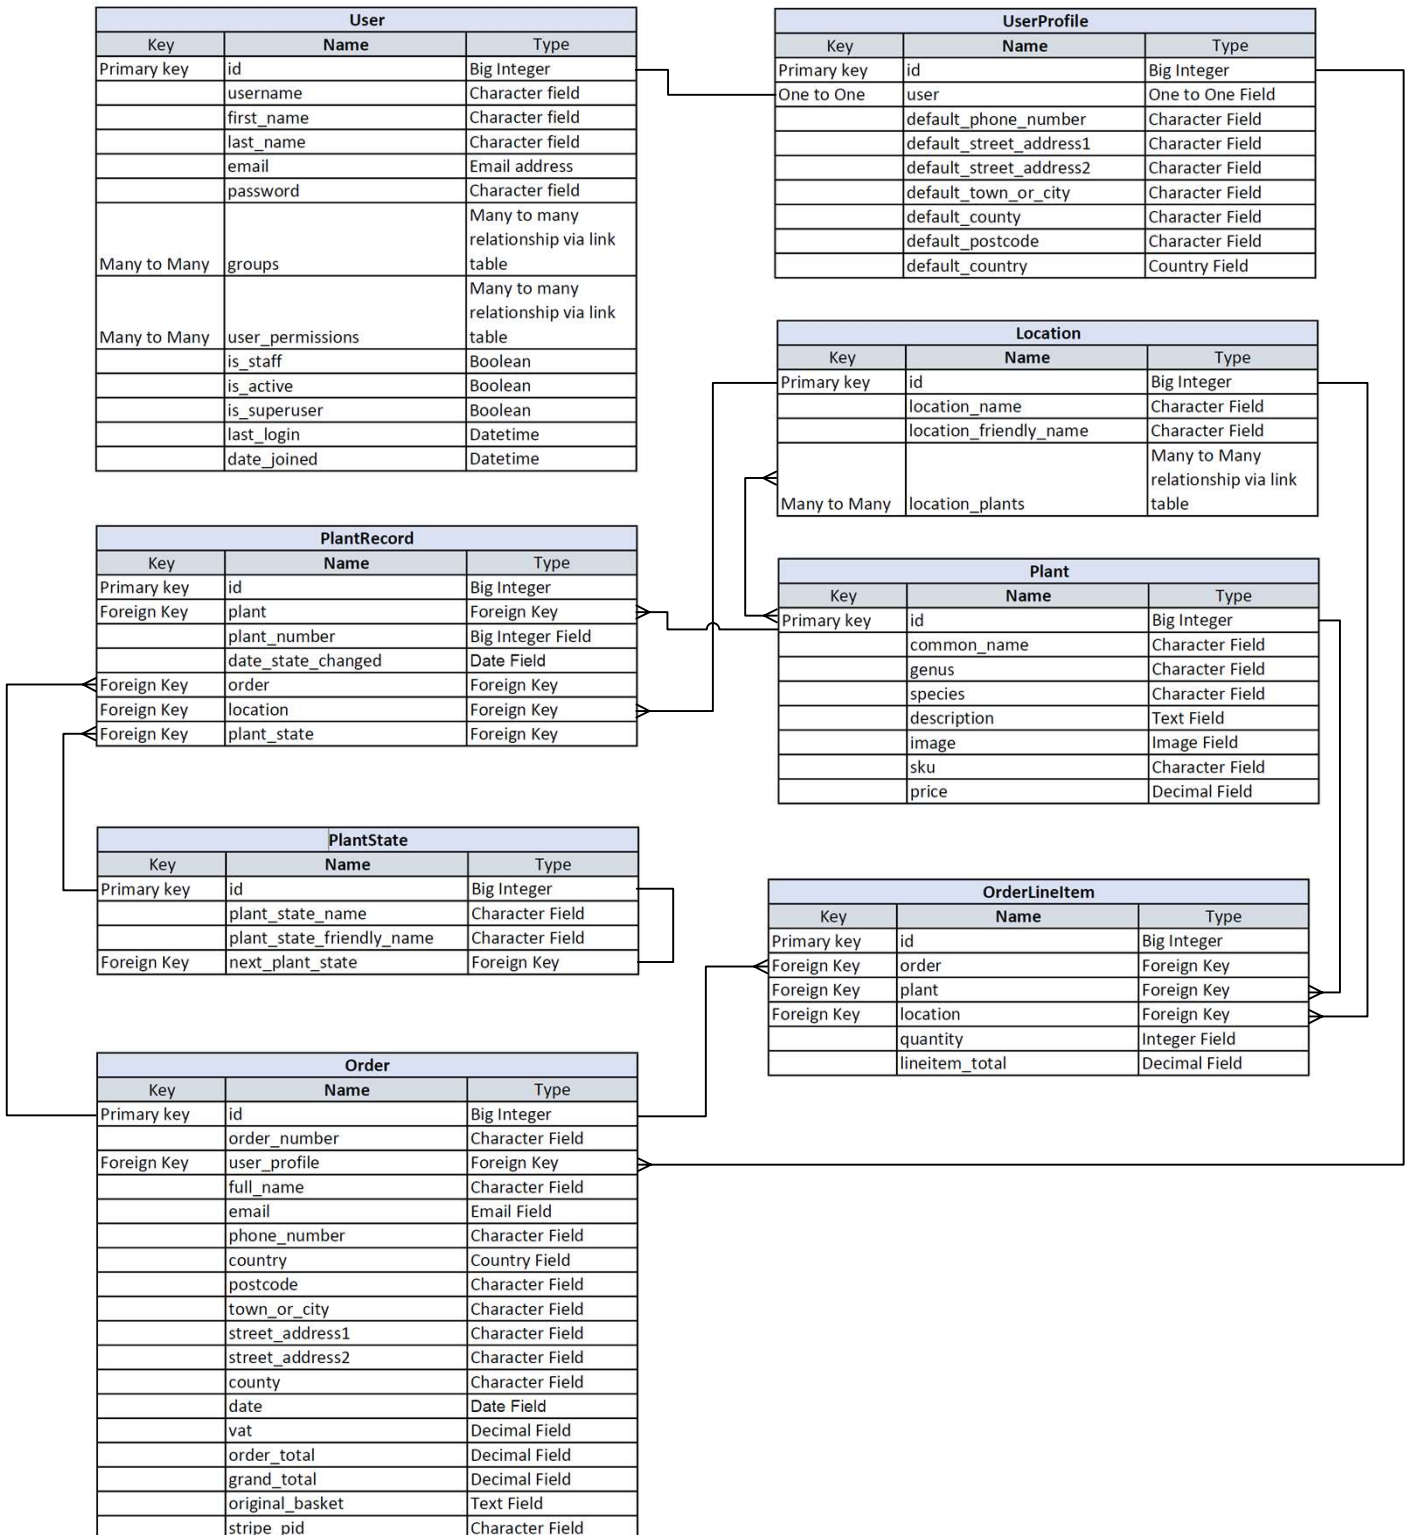 User
Key Name Type
Primary key id Big Integer
username Character field
first_name Character field
last_name Character field
email Email address
password Character field
Many to many
relationship via link
Many to Many groups table
Many to many
relationship via link
Many to Many user_permissions table
is_staff Boolean
is_active Boolean
is_superuser Boolean
last_login Datetime
date_joined Datetime
UserProfile
Key Name Type
Primary key id Big Integer
One to One user One to One Field
default_phone_number Character Field
default_street_address1 Character Field
default_street_address2 Character Field
default_town_or_city Character Field
default_county Character Field
default_postcode Character Field
default_country Country Field
Location
Key Name Type
Primary key id Big Integer
location_name Character Field
location_friendly_name Character Field
Many to Many
relationship via link
Many to Many location_plants table
PlantRecord
Key Name Type
Primary key id Big Integer
Foreign Key plant Foreign Key
plant_number Big Integer Field
date_state_changed Date Field
Foreign Key order Foreign Key
Foreign Key location Foreign Key
Foreign Key plant_state Foreign Key
Plant
Key Name Type
Primary key id Big Integer
common_name Character Field
genus Character Field
species Character Field
description Text Field
image Image Field
sku Character Field
price Decimal Field
PlantState
Key Name Type
Primary key id Big Integer
plant_state_name Character Field
plant_state_friendly_name Character Field
Foreign Key next_plant_state Foreign Key
OrderLineItem
Key Name Type
Primary key id Big Integer
Foreign Key order Foreign Key
Foreign Key plant Foreign Key
Foreign Key location Foreign Key
quantity Integer Field
lineitem_total Decimal Field
Order
Key Name Type
Primary key id Big Integer
order_number Character Field
Foreign Key user_profile Foreign Key
full_name Character Field
email Email Field
phone_number Character Field
country Country Field
postcode Character Field
town_or_city Character Field
street_address1 Character Field
street_address2 Character Field
county Character Field
date Date Field
vat Decimal Field
order_total Decimal Field
grand_total Decimal Field
original_basket Text Field
stripe_pid Character Field